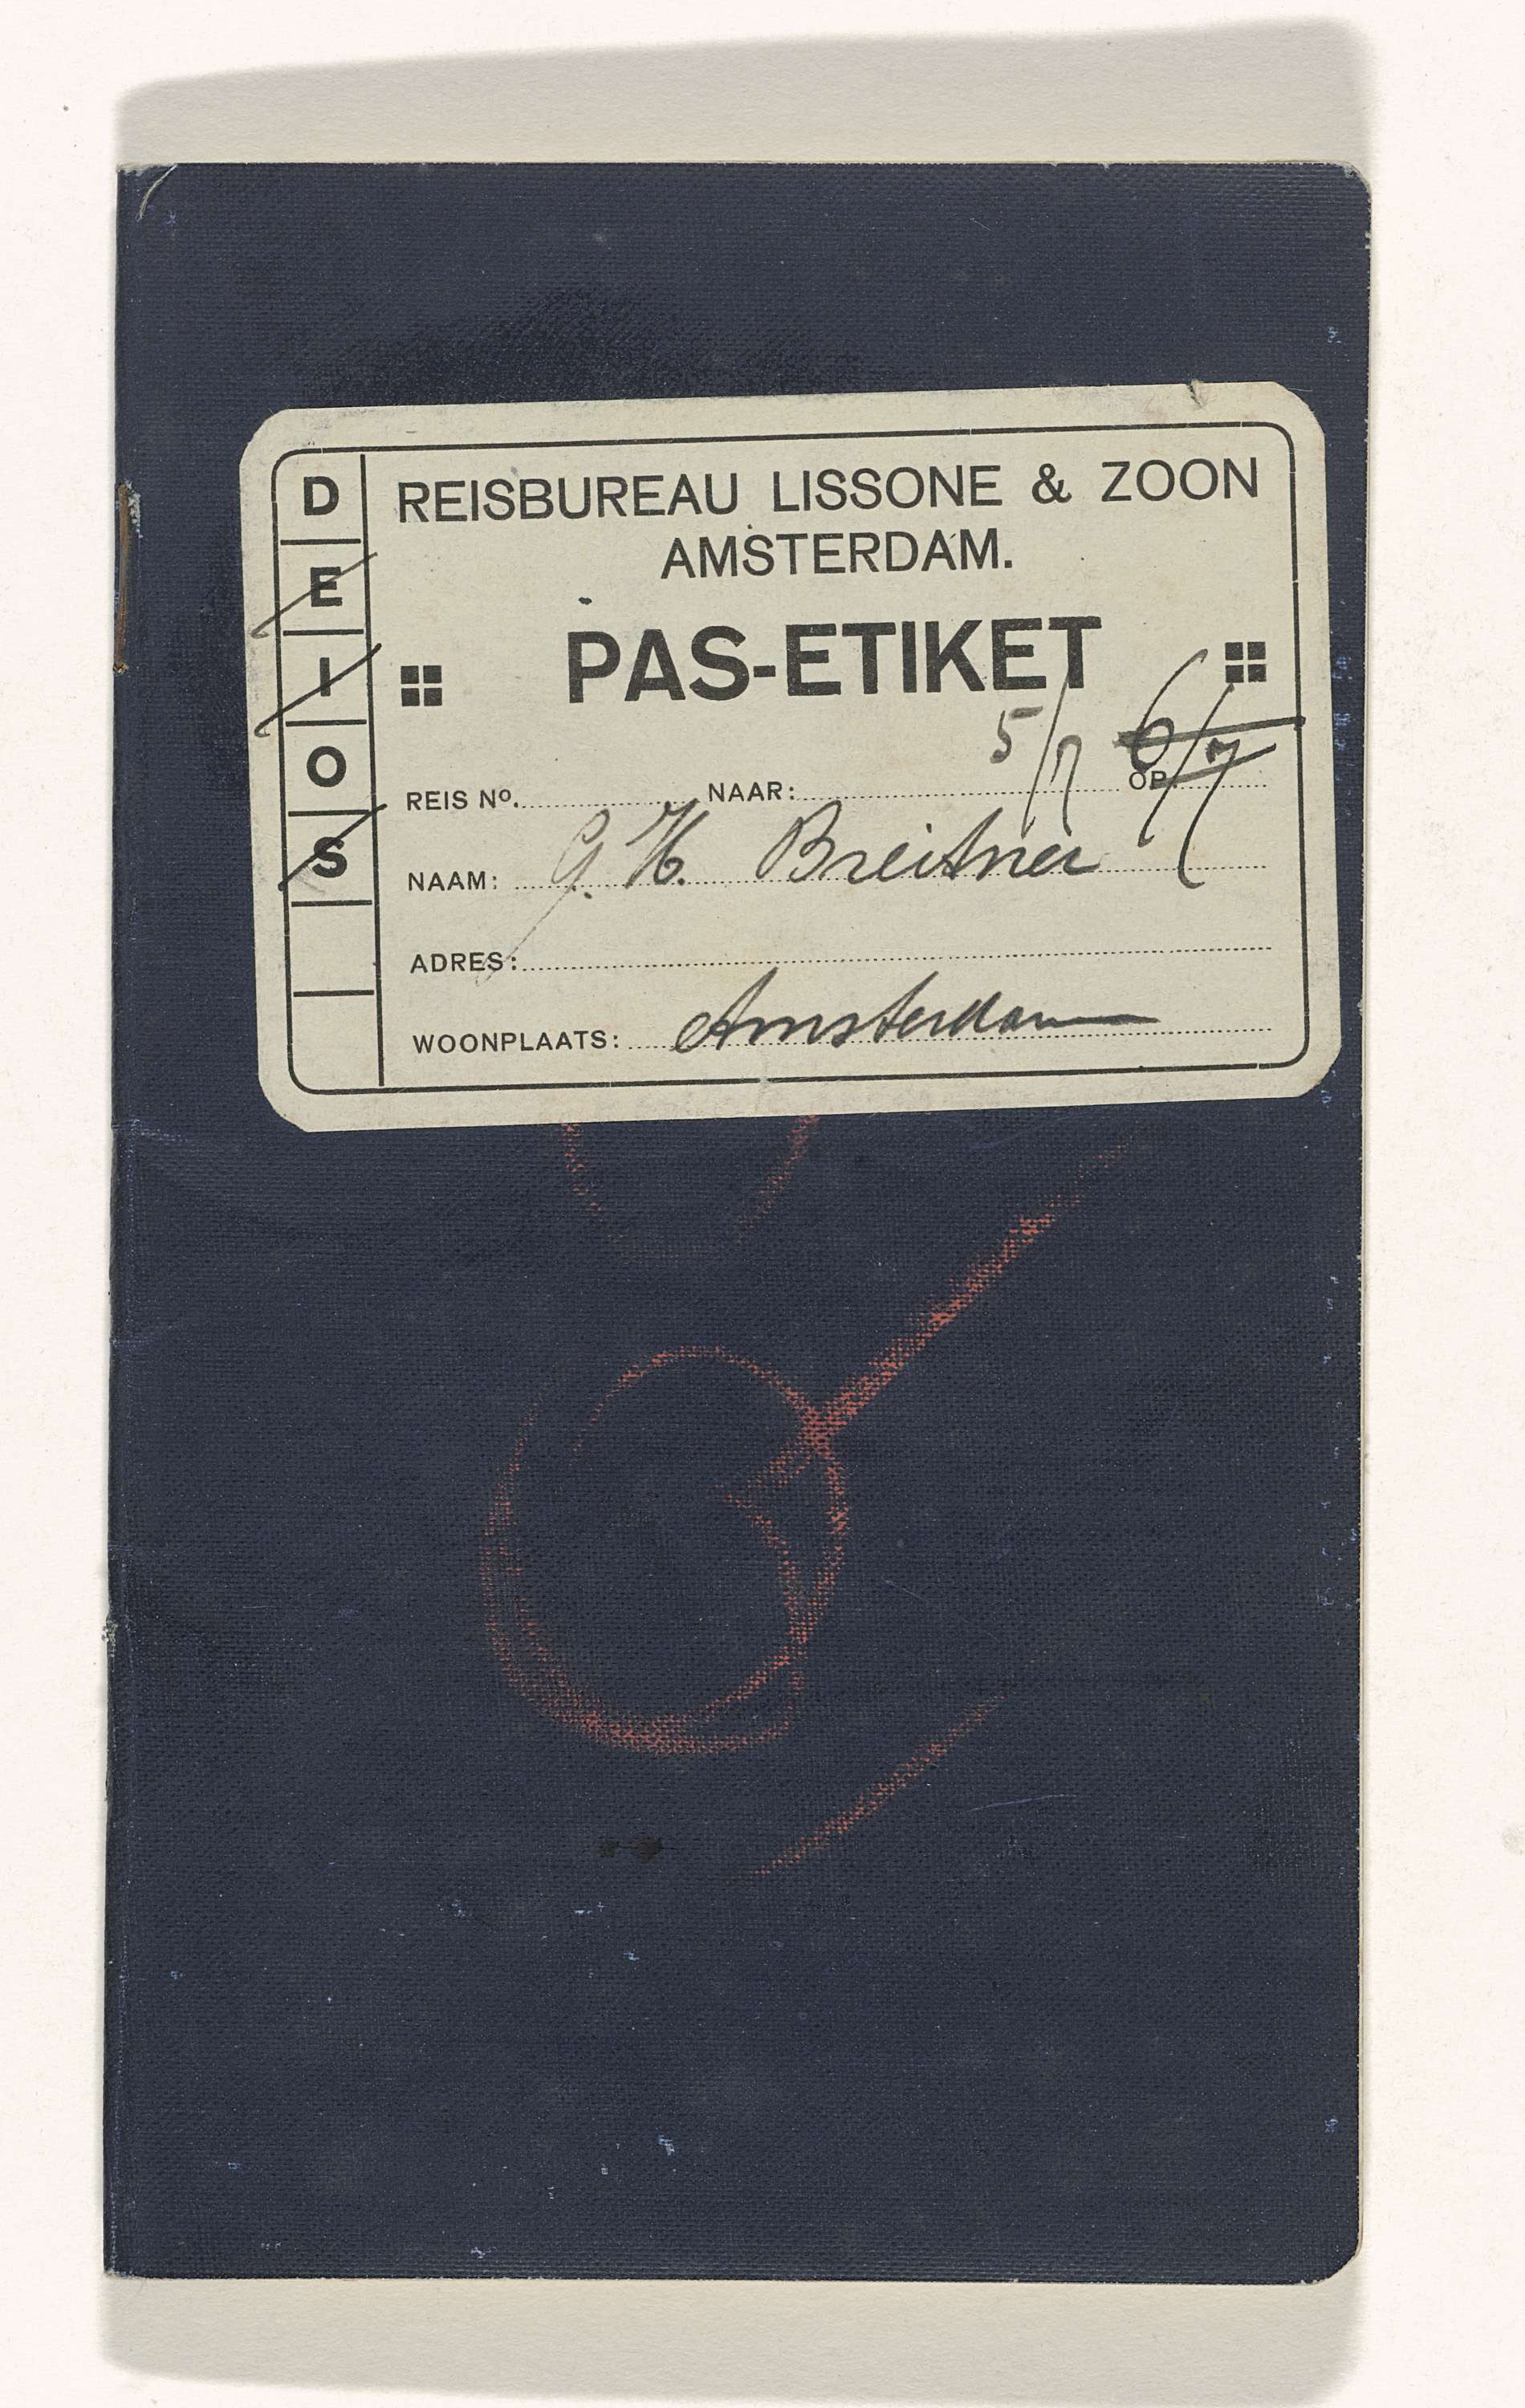 D
E
I
O
S
REISBUREAU LISSONE & ZOON
AMSTERDAM.
PAS-ETIKET
5/7 6/7
REIS No. NAAR: OP:
NAAM: G. H. Breitner
ADRES:
WOONPLAATS: Amsterdam